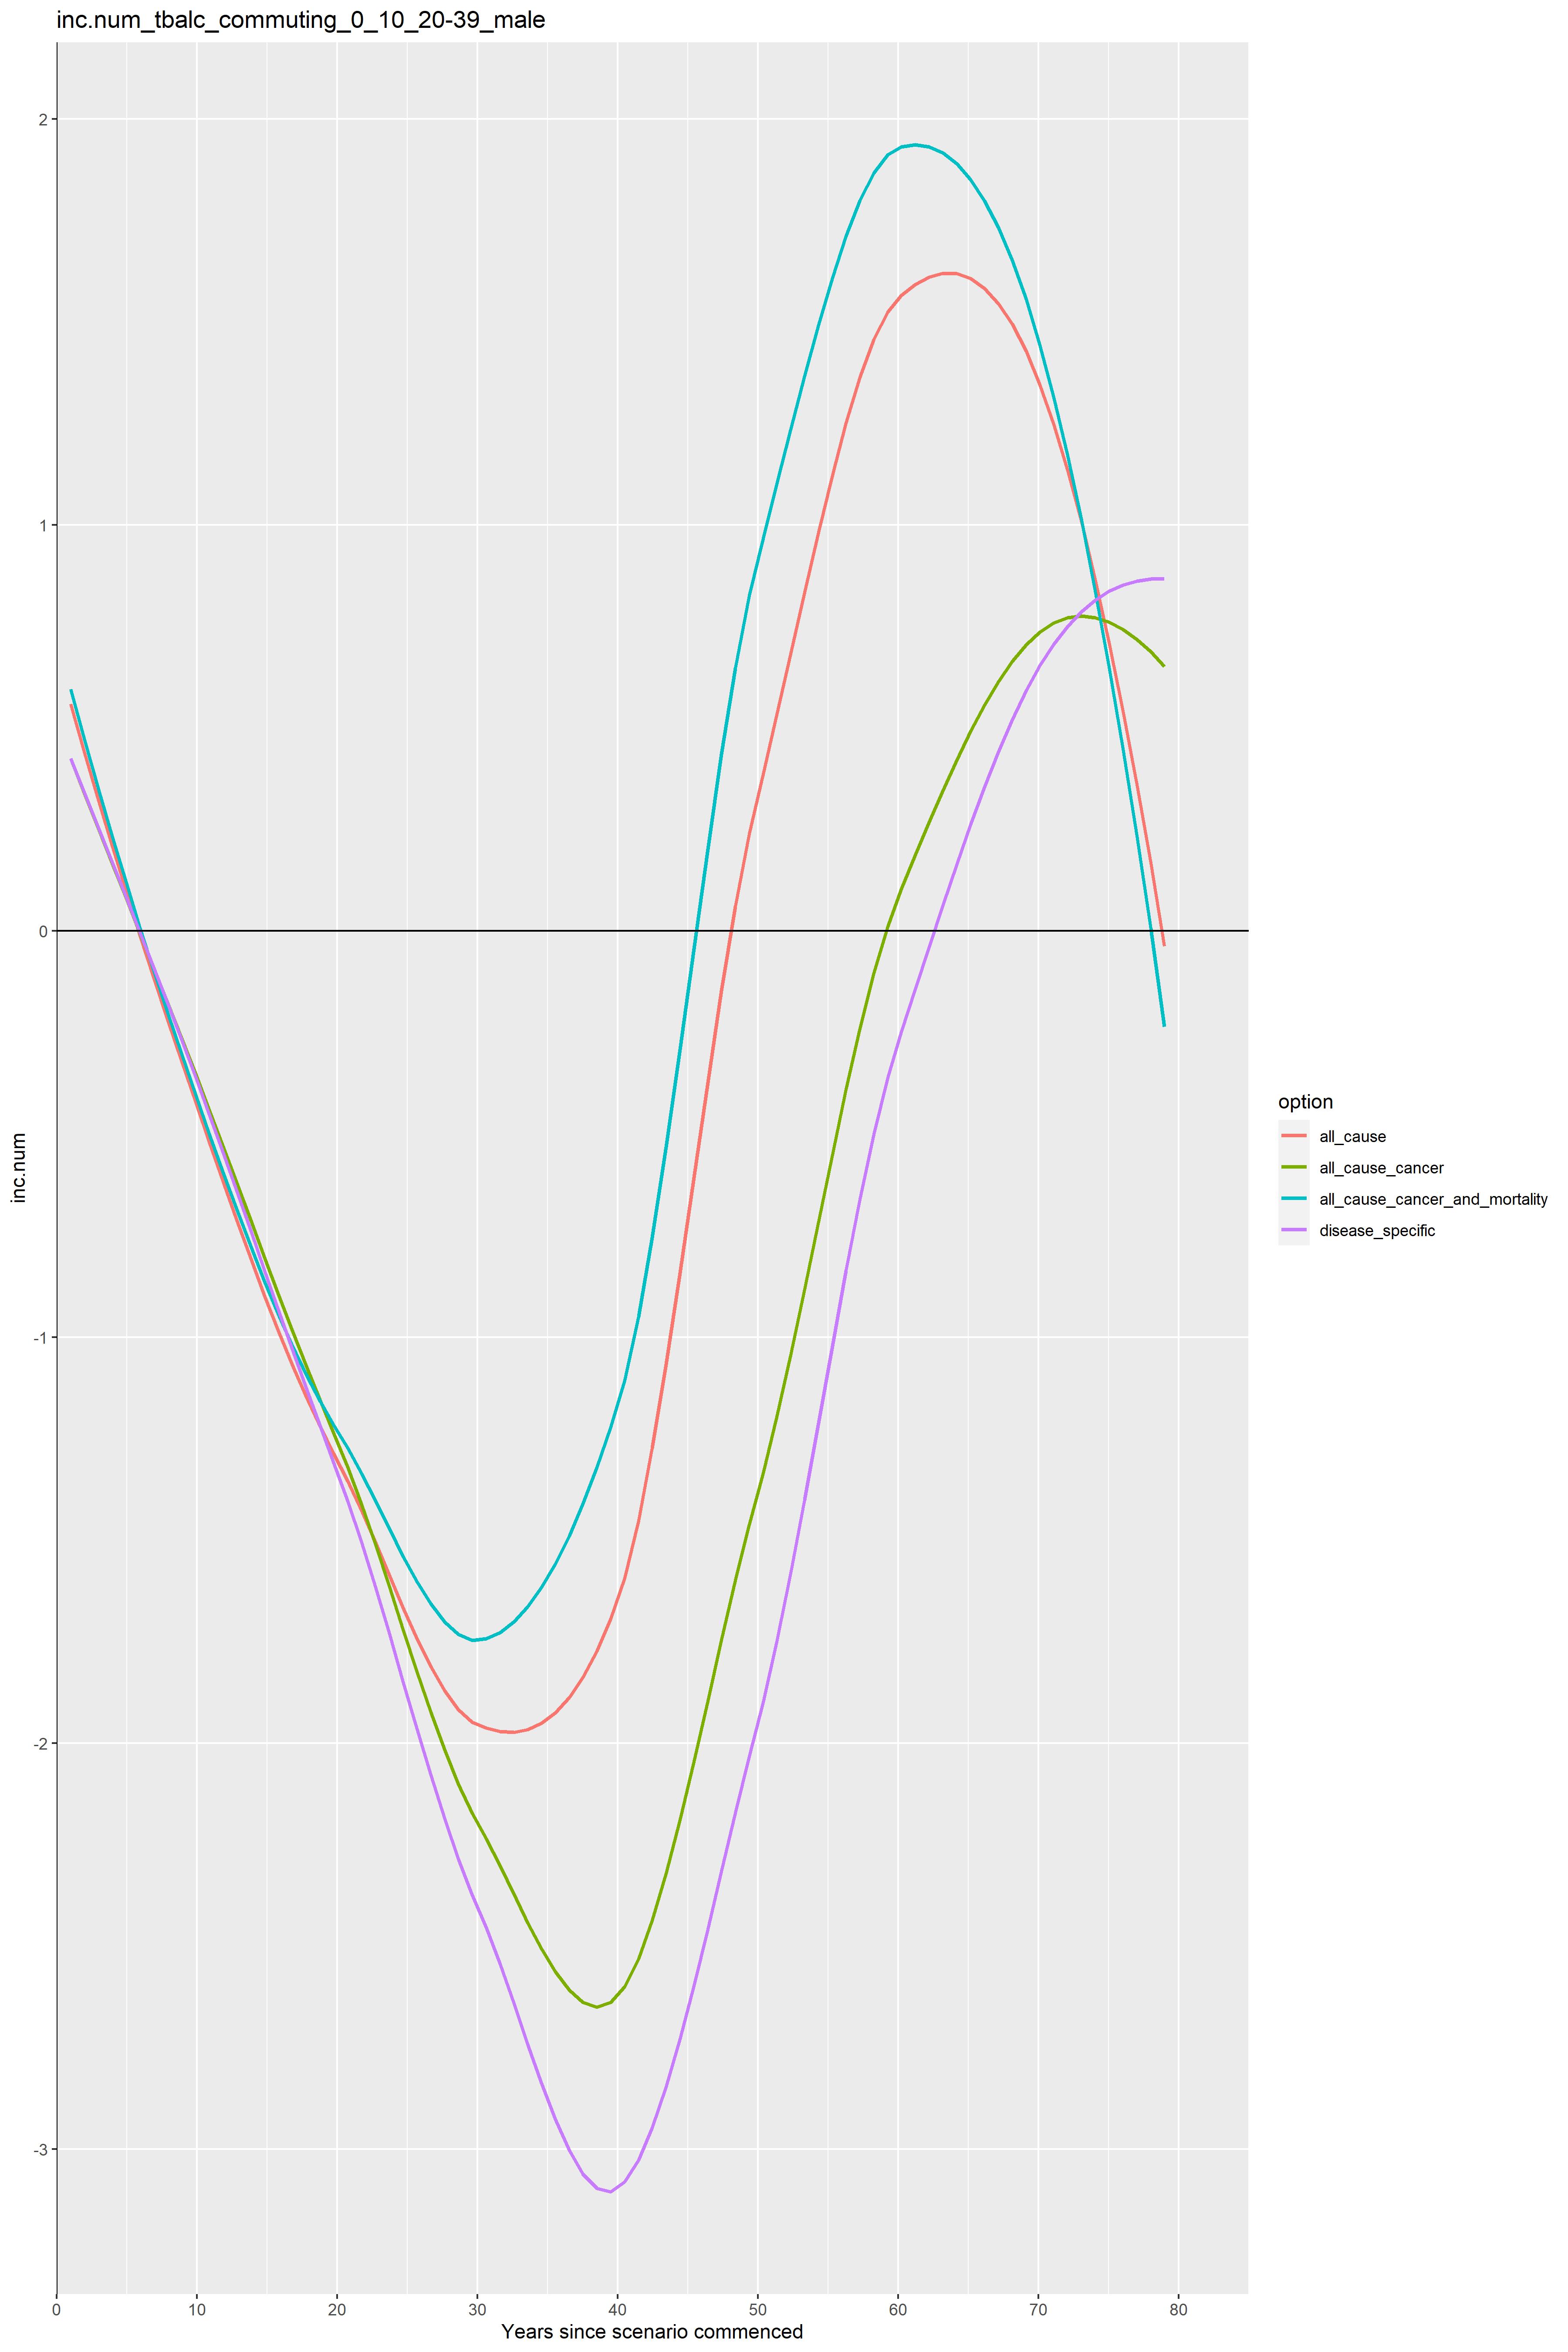 inc.num_tbalc_commuting_0_10_20-39_male
2
1
0
-1
-2
-3
inc.num
0 10 20 30 40 50 60 70 80
Years since scenario commenced
option
all_cause
all_cause_cancer
all_cause_cancer_and_mortality
disease_specific